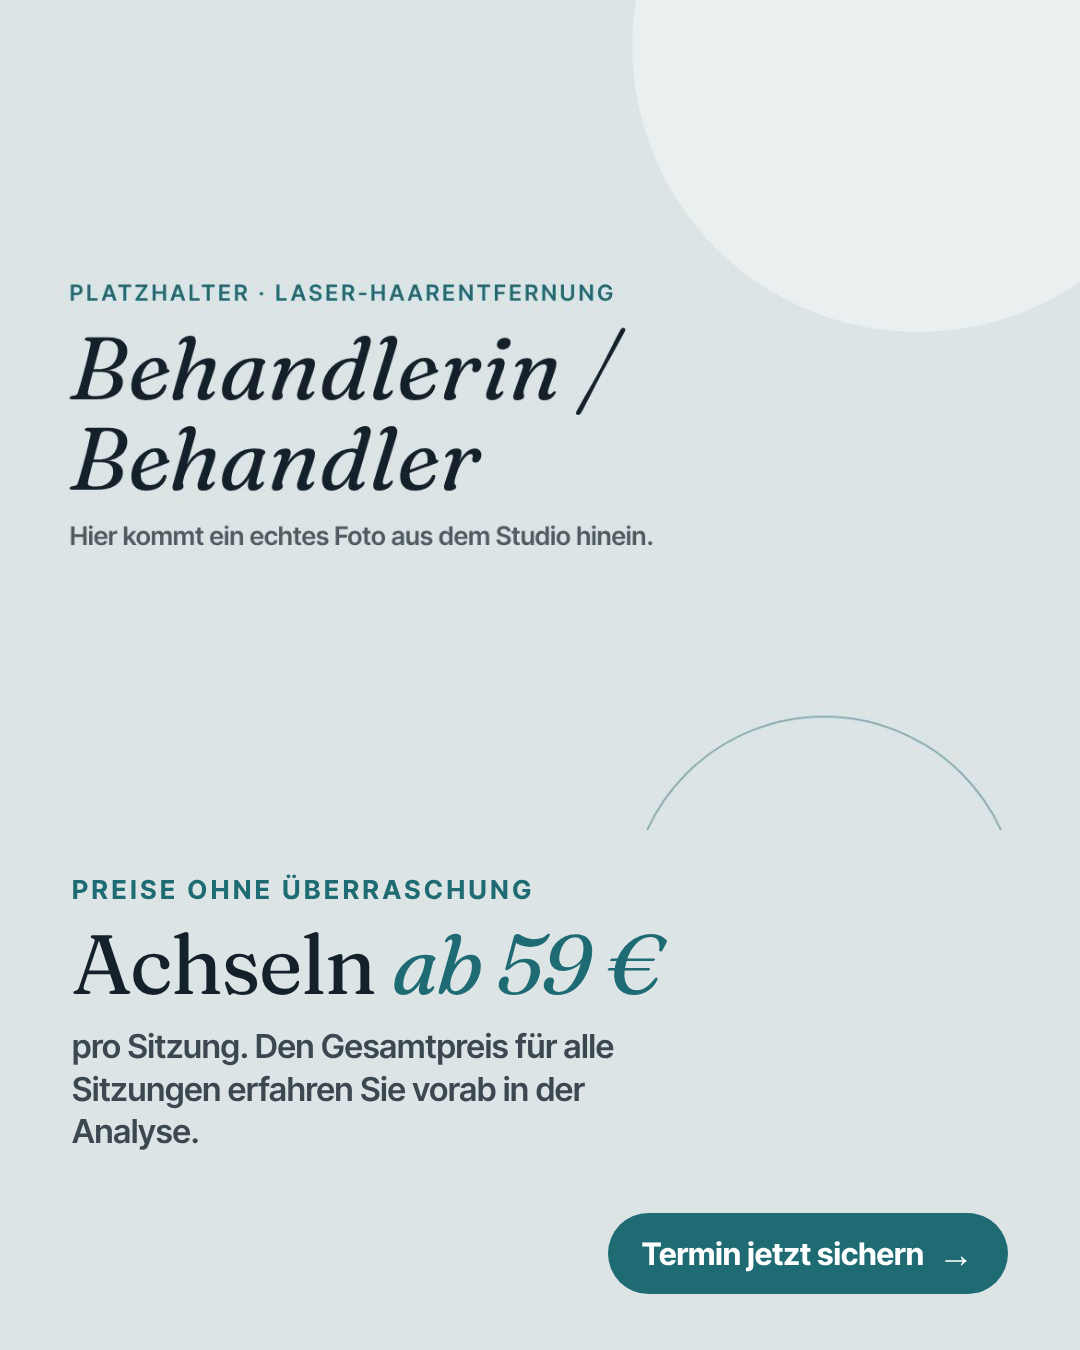 PLATZHALTER · LASER-HAARENTFERNUNG
Behandlerin /
Behandler
Hier kommt ein echtes Foto aus dem Studio hinein.
PREISE OHNE ÜBERRASCHUNG
Achseln ab 59 €
pro Sitzung. Den Gesamtpreis für alle
Sitzungen erfahren Sie vorab in der
Analyse.
Termin jetzt sichern →